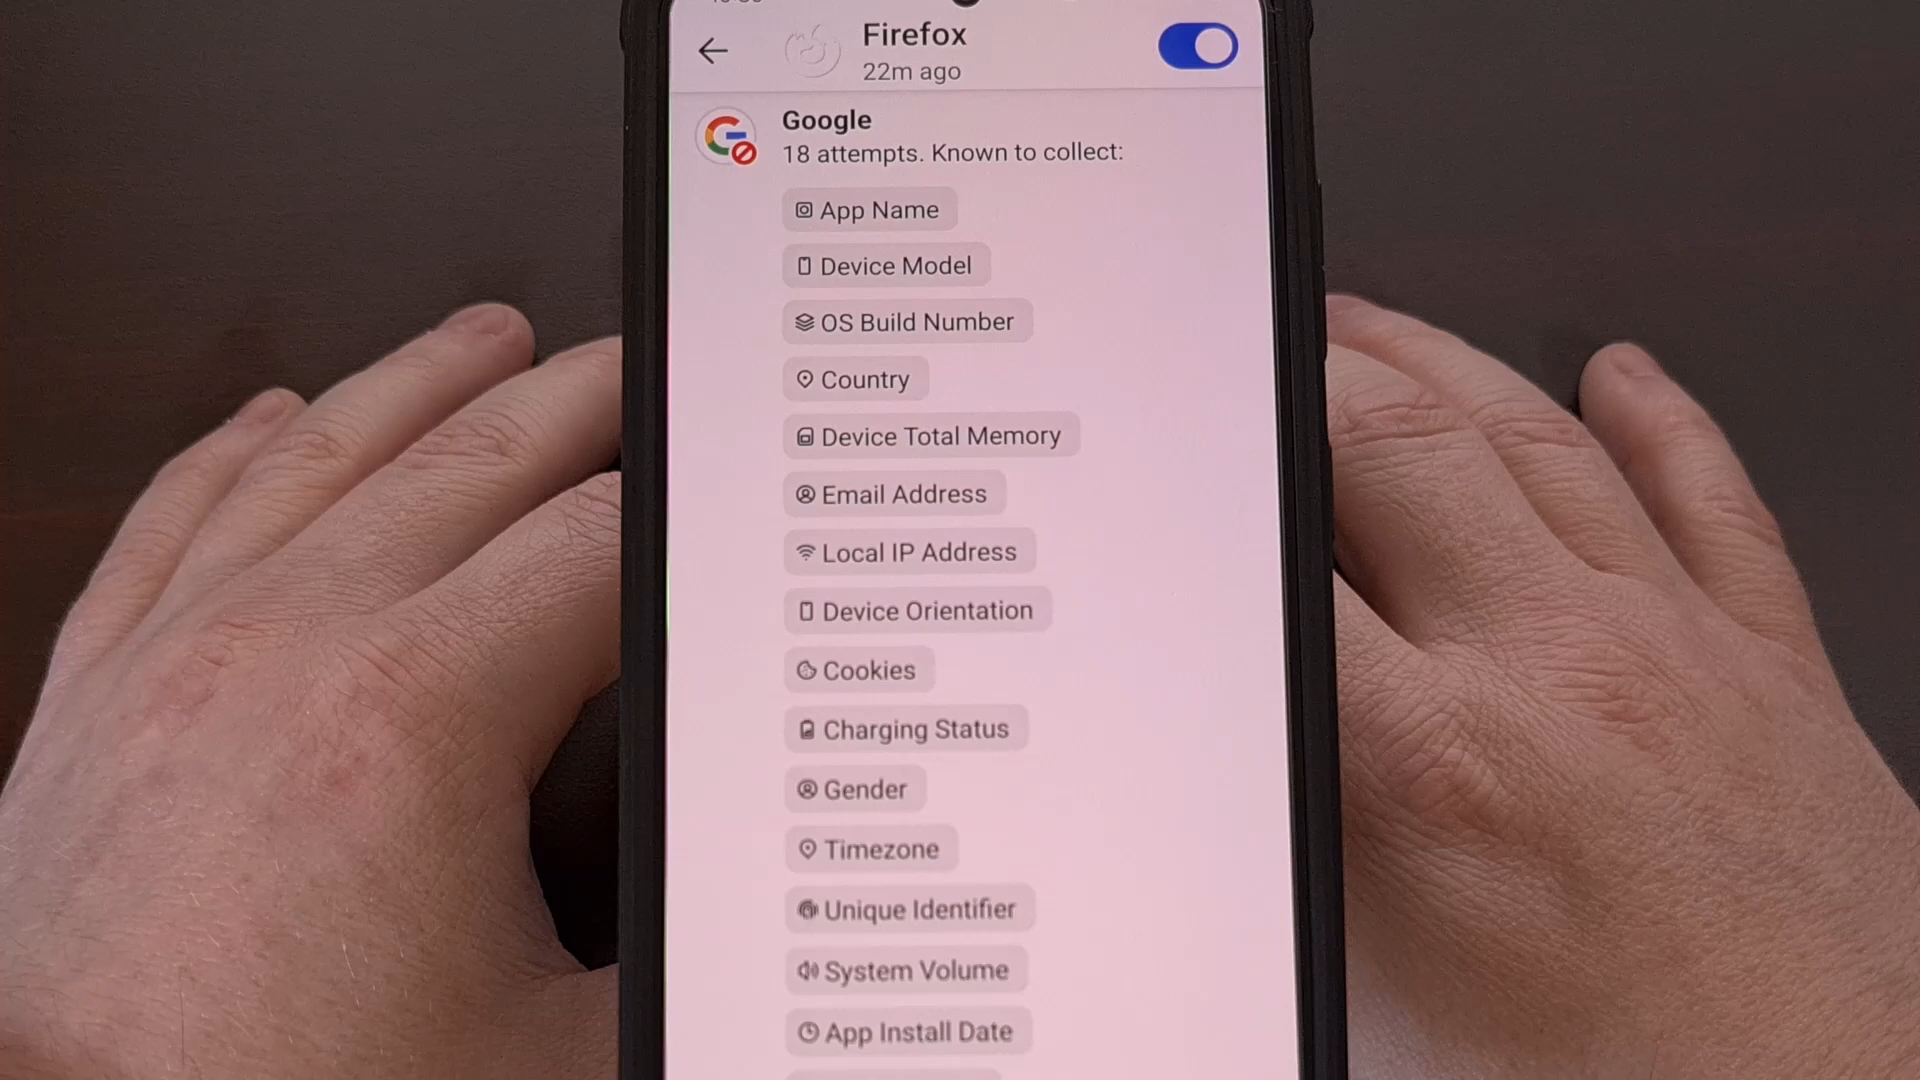 Firefox
22m ago
Google
18 attempts. Known to collect:
App Name
Device Model
OS Build Number
Country
Device Total Memory
Email Address
Local IP Address
Device Orientation
Cookies
Charging Status
Gender
Timezone
Unique Identifier
System Volume
App Install Date